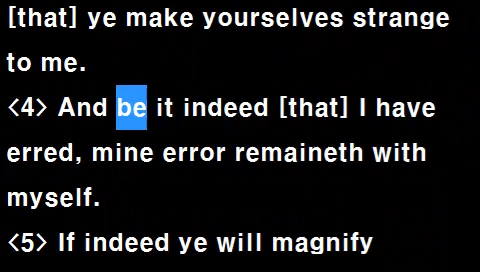 [that] ye make yourselves strange
to me.
<4> And be it indeed [that] I have
erred, mine error remaineth with
myself.
<5> If indeed ye will magnify